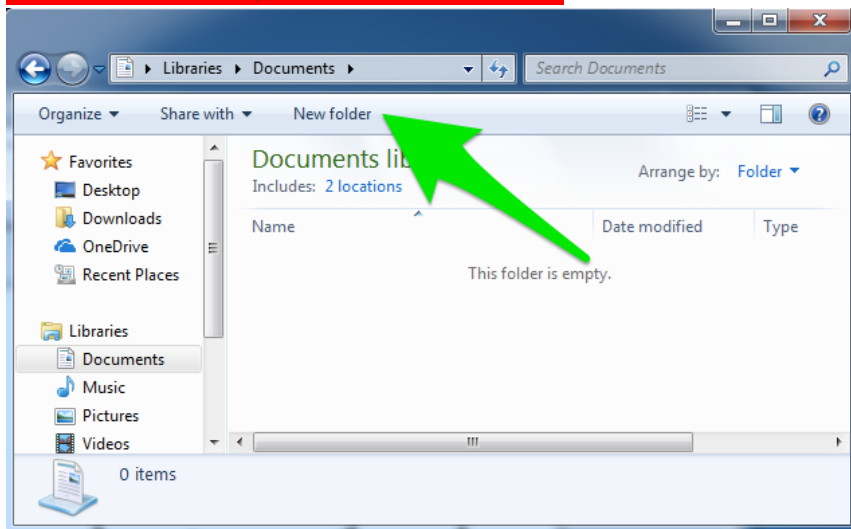 Libraries Documents
Search Documents
Organize Share with New folder
Favorites
Desktop
Downloads
OneDrive
Recent Places
Libraries
Documents
Music
Pictures
Videos
Documents lib
Includes: 2 locations
Arrange by: Folder
Name Date modified Type
This folder is empty.
0 items